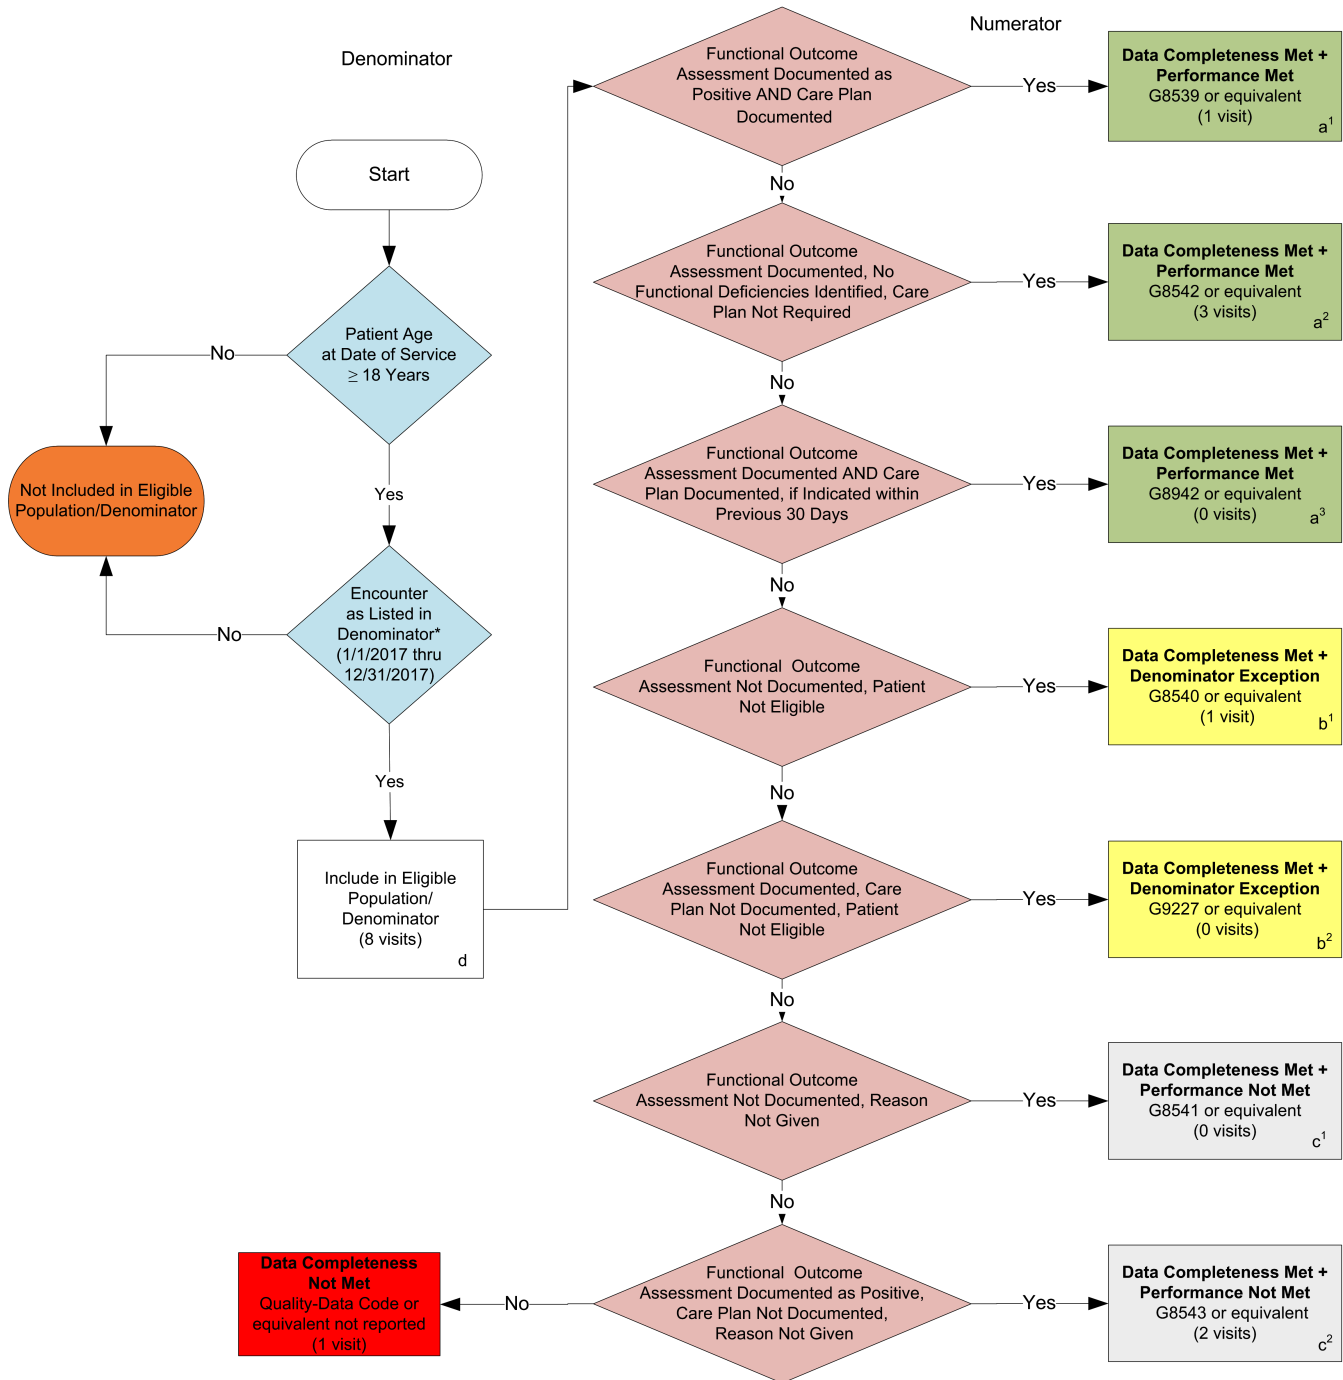 Denominator
Numerator
Start
Patient Age
at Date of Service
≥ 18 Years
No
Yes
Not Included in Eligible
Population/Denominator
Encounter
as Listed in
Denominator*
(1/1/2017 thru
12/31/2017)
No
Yes
Include in Eligible
Population/
Denominator
(8 visits)
d
Functional Outcome
Assessment Documented as
Positive AND Care Plan
Documented
Yes
Data Completeness Met +
Performance Met
G8539 or equivalent
(1 visit)
a¹
No
Functional Outcome
Assessment Documented, No
Functional Deficiencies Identified, Care
Plan Not Required
Yes
Data Completeness Met +
Performance Met
G8542 or equivalent
(3 visits)
a²
No
Functional Outcome
Assessment Documented AND Care
Plan Documented, if Indicated within
Previous 30 Days
Yes
Data Completeness Met +
Performance Met
G8942 or equivalent
(0 visits)
a³
No
Functional Outcome
Assessment Not Documented, Patient
Not Eligible
Yes
Data Completeness Met +
Denominator Exception
G8540 or equivalent
(1 visit)
b¹
No
Functional Outcome
Assessment Documented, Care
Plan Not Documented, Patient
Not Eligible
Yes
Data Completeness Met +
Denominator Exception
G9227 or equivalent
(0 visits)
b²
No
Functional Outcome
Assessment Not Documented, Reason
Not Given
Yes
Data Completeness Met +
Performance Not Met
G8541 or equivalent
(0 visits)
c¹
No
Functional Outcome
Assessment Documented as Positive,
Care Plan Not Documented,
Reason Not Given
Yes
Data Completeness Met +
Performance Not Met
G8543 or equivalent
(2 visits)
c²
No
Data Completeness
Not Met
Quality-Data Code or
equivalent not reported
(1 visit)